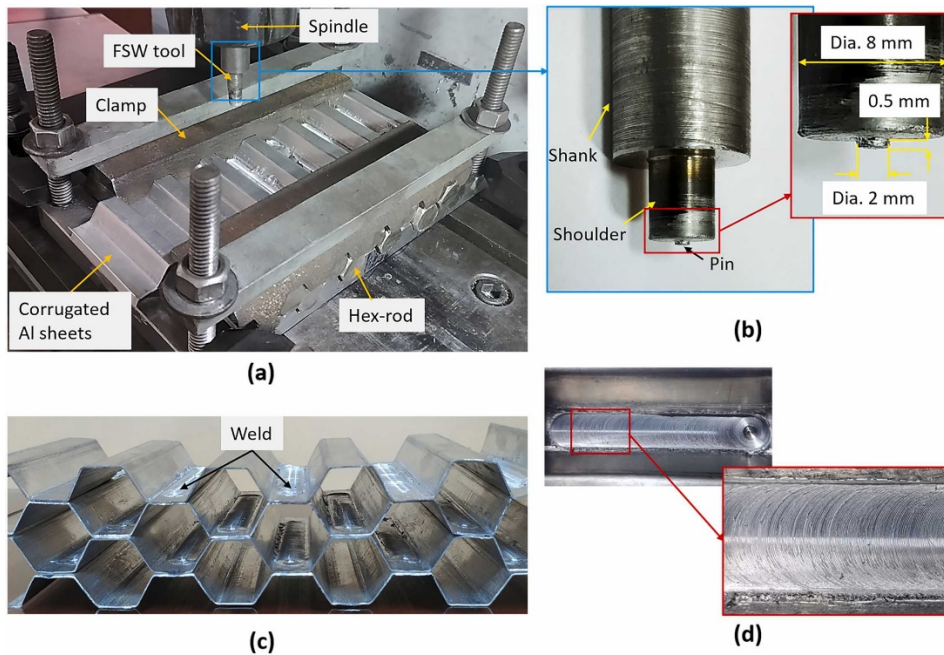 Spindle
FSW tool
Clamp
Corrugated
Al sheets
Hex-rod
(a)
Shank
Shoulder
Pin
Dia. 8 mm
0.5 mm
Dia. 2 mm
(b)
Weld
(c)
(d)